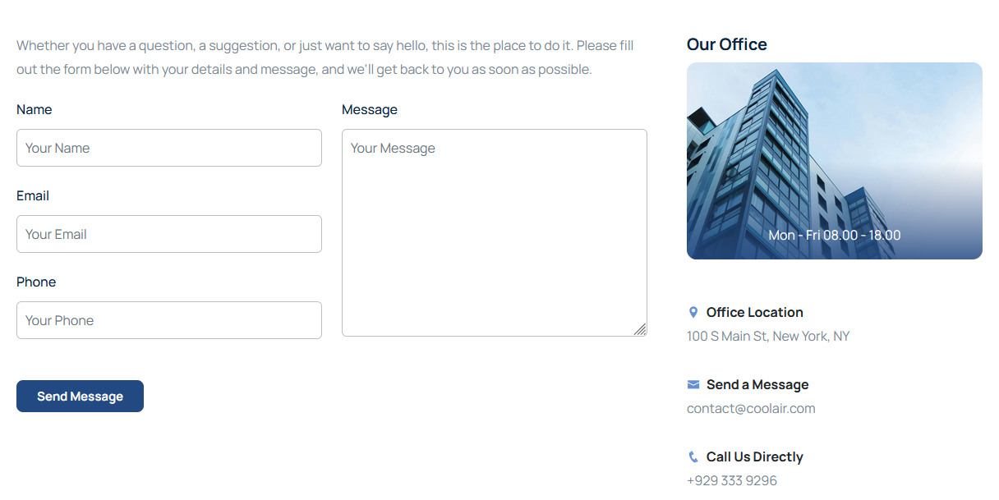 Whether you have a question, a suggestion, or just want to say hello, this is the place to do it. Please fill
out the form below with your details and message, and we'll get back to you as soon as possible.
Name
Your Name
Email
Your Email
Phone
Your Phone
Message
Your Message
Send Message
Our Office
Mon - Fri 08.00 - 18.00
Office Location
100 S Main St, New York, NY
Send a Message
contact@coolair.com
Call Us Directly
+929 333 9296